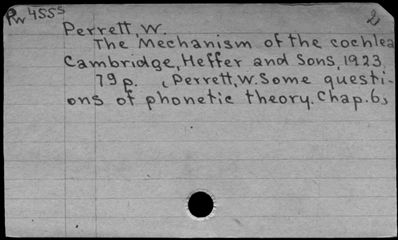 PW 4555
2
Perrett, W.
The Mechanism of the cochlea
Cambridge, Heffer and Sons, 1923.
79 p. (Perrett, W. Some questi-
ons of phonetic theory. Chap. 6)